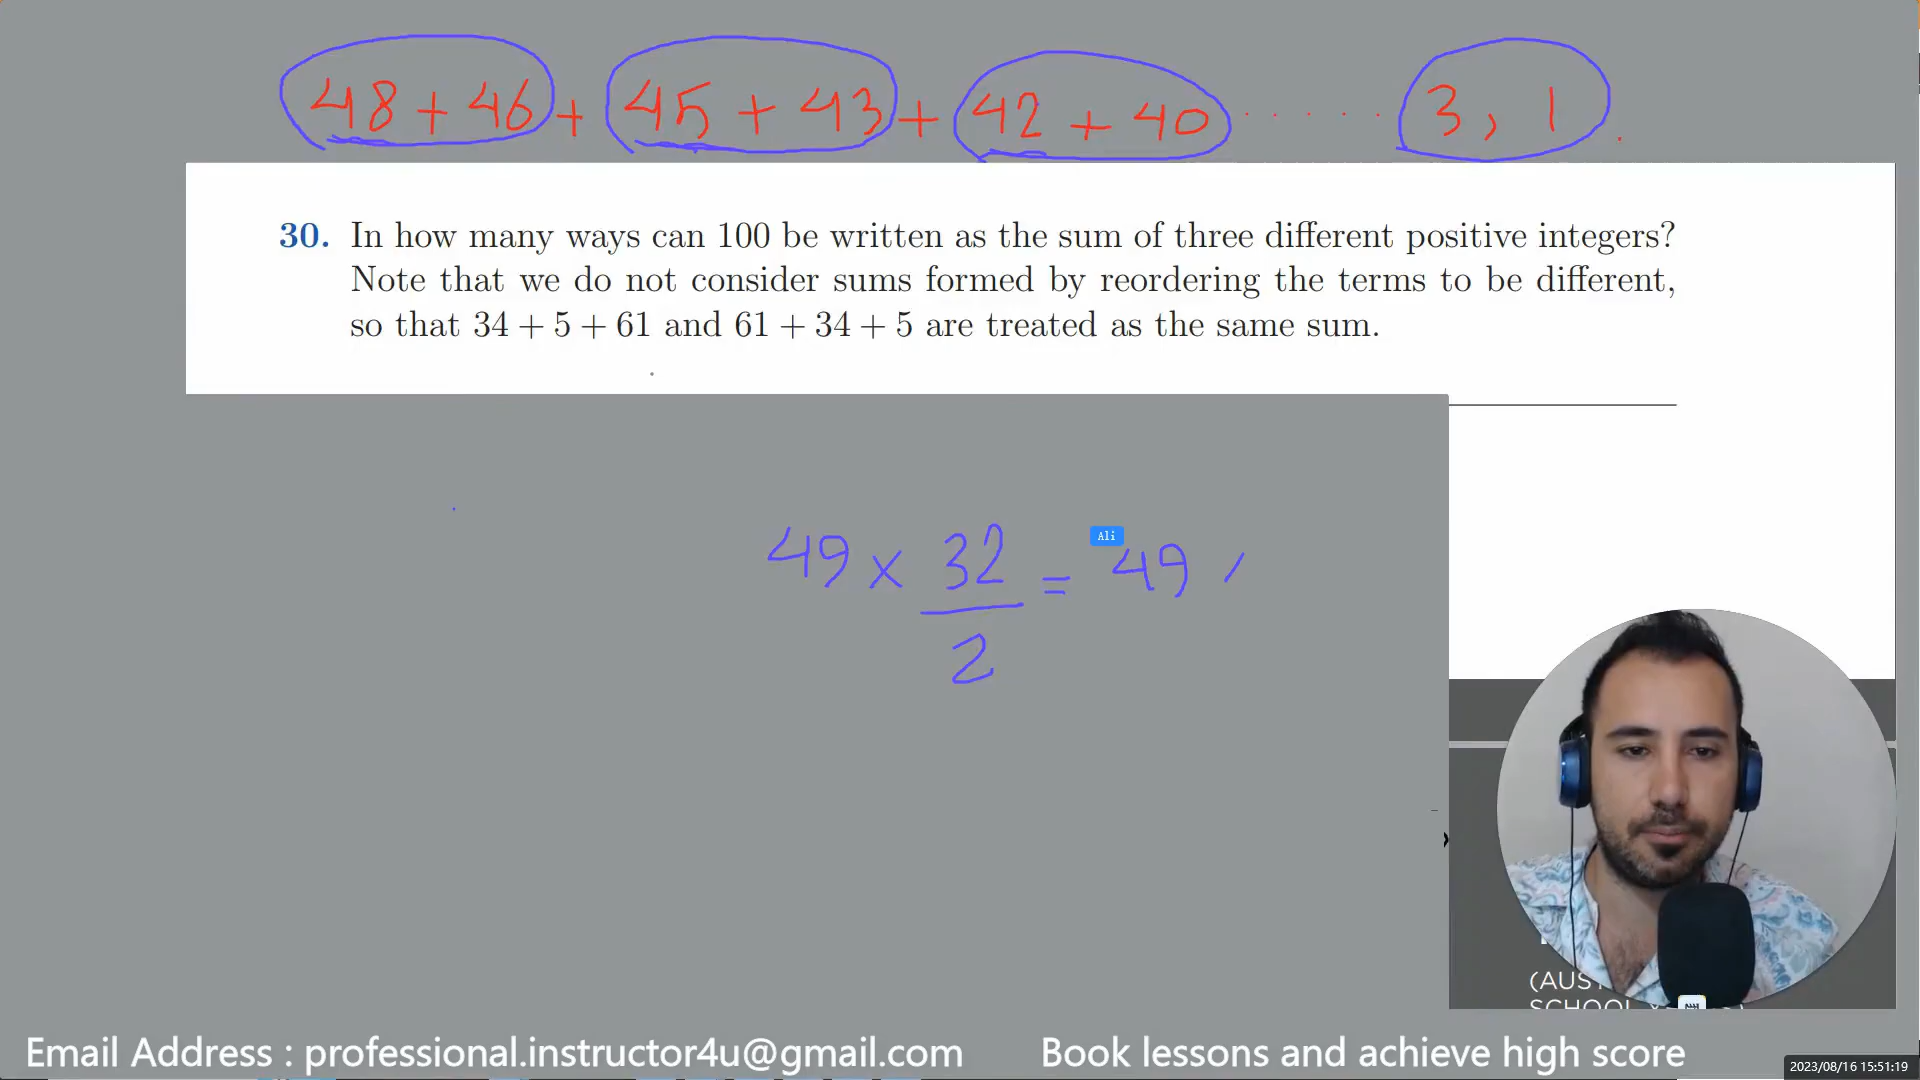 48 + 46 + 45 + 43 + 42 + 40 ..... 3, 1.
30. In how many ways can 100 be written as the sum of three different positive integers?
Note that we do not consider sums formed by reordering the terms to be different,
so that 34 + 5 + 61 and 61 + 34 + 5 are treated as the same sum.
Ali
49 × 32 = 49
2
(AUST
Email Address : professional.instructor4u@gmail.com Book lessons and achieve high score
2023/08/16 15:51:19